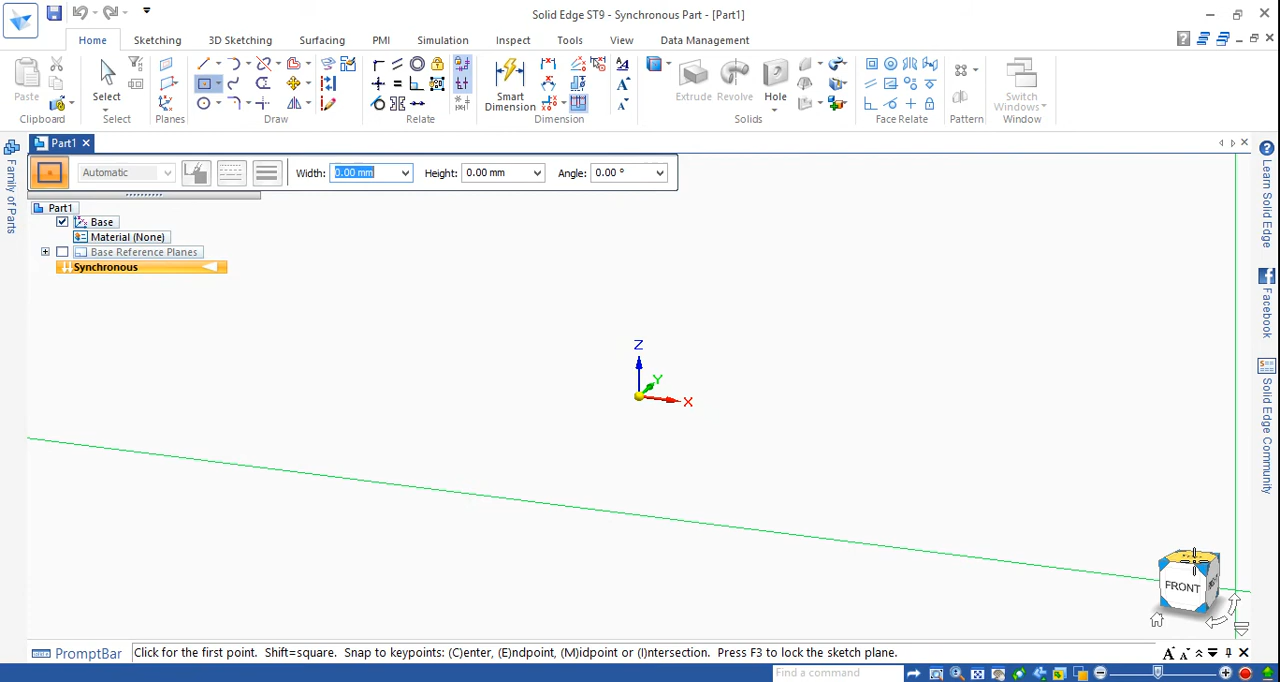 Solid Edge ST9 - Synchronous Part - [Part1]
Home Sketching 3D Sketching Surfacing PMI Simulation Inspect Tools View Data Management
Paste
Select
Smart Dimension
Extrude Revolve Hole
Switch Windows
Clipboard Select Planes Draw Relate Dimension Solids Face Relate Pattern Window
Part1
Automatic Width: 0.00 mm Height: 0.00 mm Angle: 0.00 °
Part1
Base
Material (None)
Base Reference Planes
Synchronous
Family of Parts
Learn Solid Edge
Facebook
Solid Edge Community
Z
Y
X
FRONT
PromptBar Click for the first point. Shift=square. Snap to keypoints: (C)enter, (E)ndpoint, (M)idpoint or (I)ntersection. Press F3 to lock the sketch plane.
Find a command